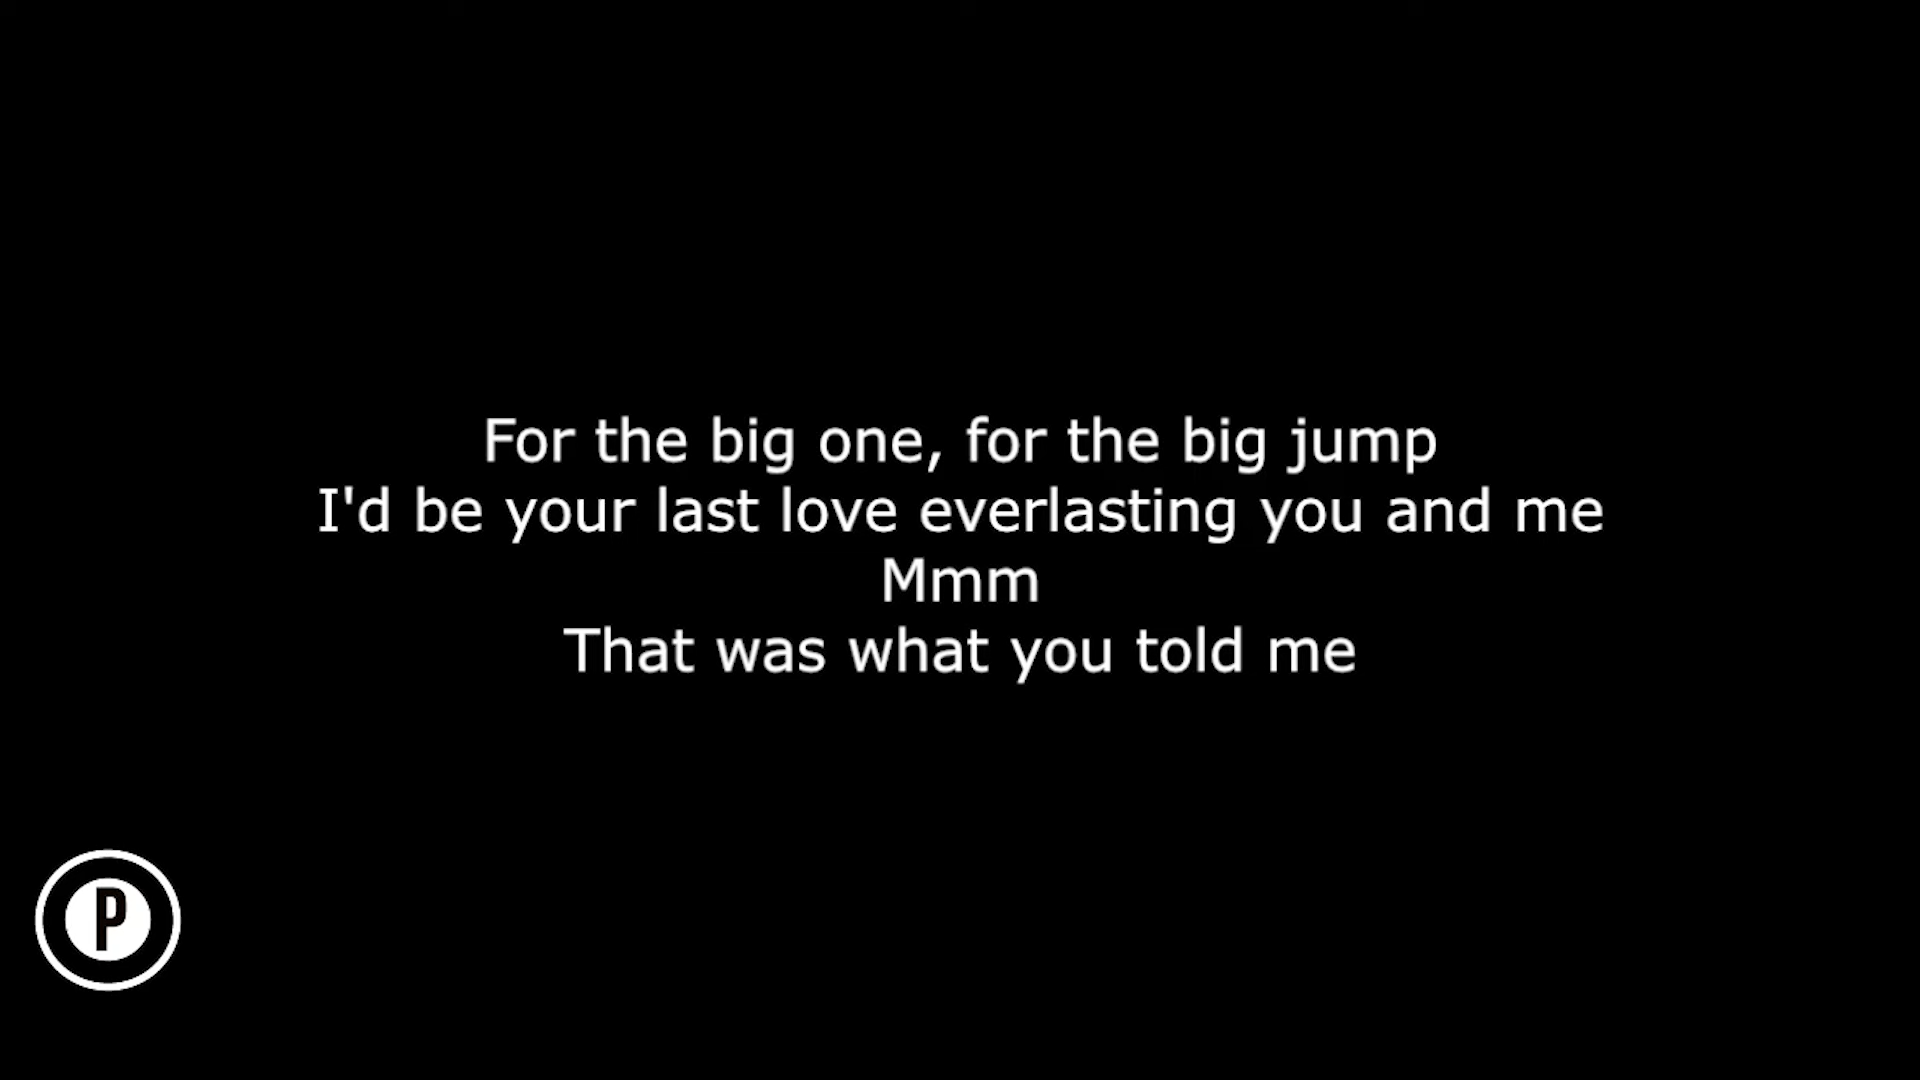 For the big one, for the big jump
I'd be your last love everlasting you and me
Mmm
That was what you told me
P